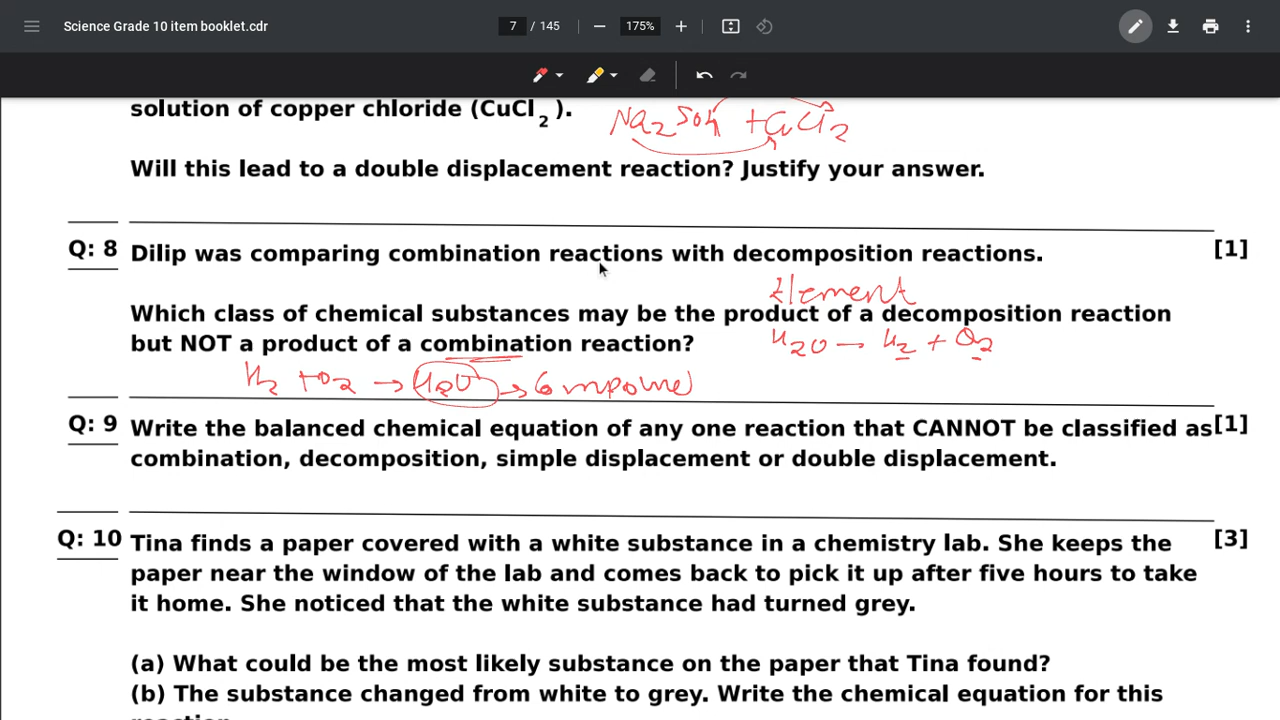 Science Grade 10 item booklet.cdr
7 / 145
175%
solution of copper chloride (CuCl2 ).
Na2SO4 + CuCl2
Will this lead to a double displacement reaction? Justify your answer.
Q: 8 Dilip was comparing combination reactions with decomposition reactions. [1]
Element
Which class of chemical substances may be the product of a decomposition reaction
but NOT a product of a combination reaction?
H2O → H2 + O2
H2 + O2 → H2O → Compound
Q: 9 Write the balanced chemical equation of any one reaction that CANNOT be classified as [1]
combination, decomposition, simple displacement or double displacement.
Q: 10 Tina finds a paper covered with a white substance in a chemistry lab. She keeps the [3]
paper near the window of the lab and comes back to pick it up after five hours to take
it home. She noticed that the white substance had turned grey.
(a) What could be the most likely substance on the paper that Tina found?
(b) The substance changed from white to grey. Write the chemical equation for this
reaction